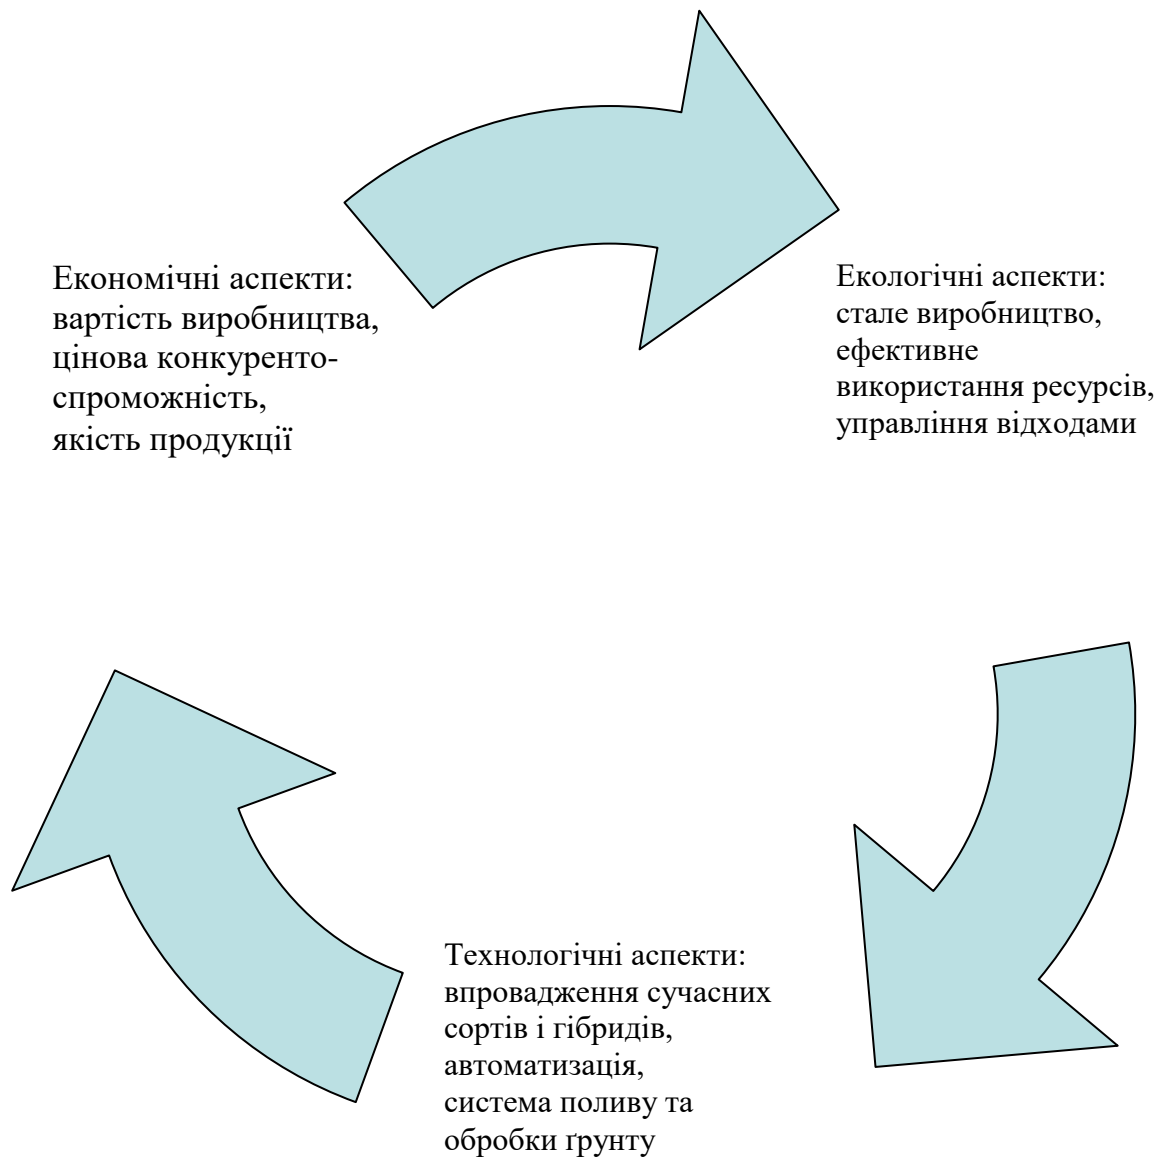 Економічні аспекти:
вартість виробництва,
цінова конкуренто-
спроможність,
якість продукції
Екологічні аспекти:
стале виробництво,
ефективне
використання ресурсів,
управління відходами
Технологічні аспекти:
впровадження сучасних
сортів і гібридів,
автоматизація,
система поливу та
обробки ґрунту